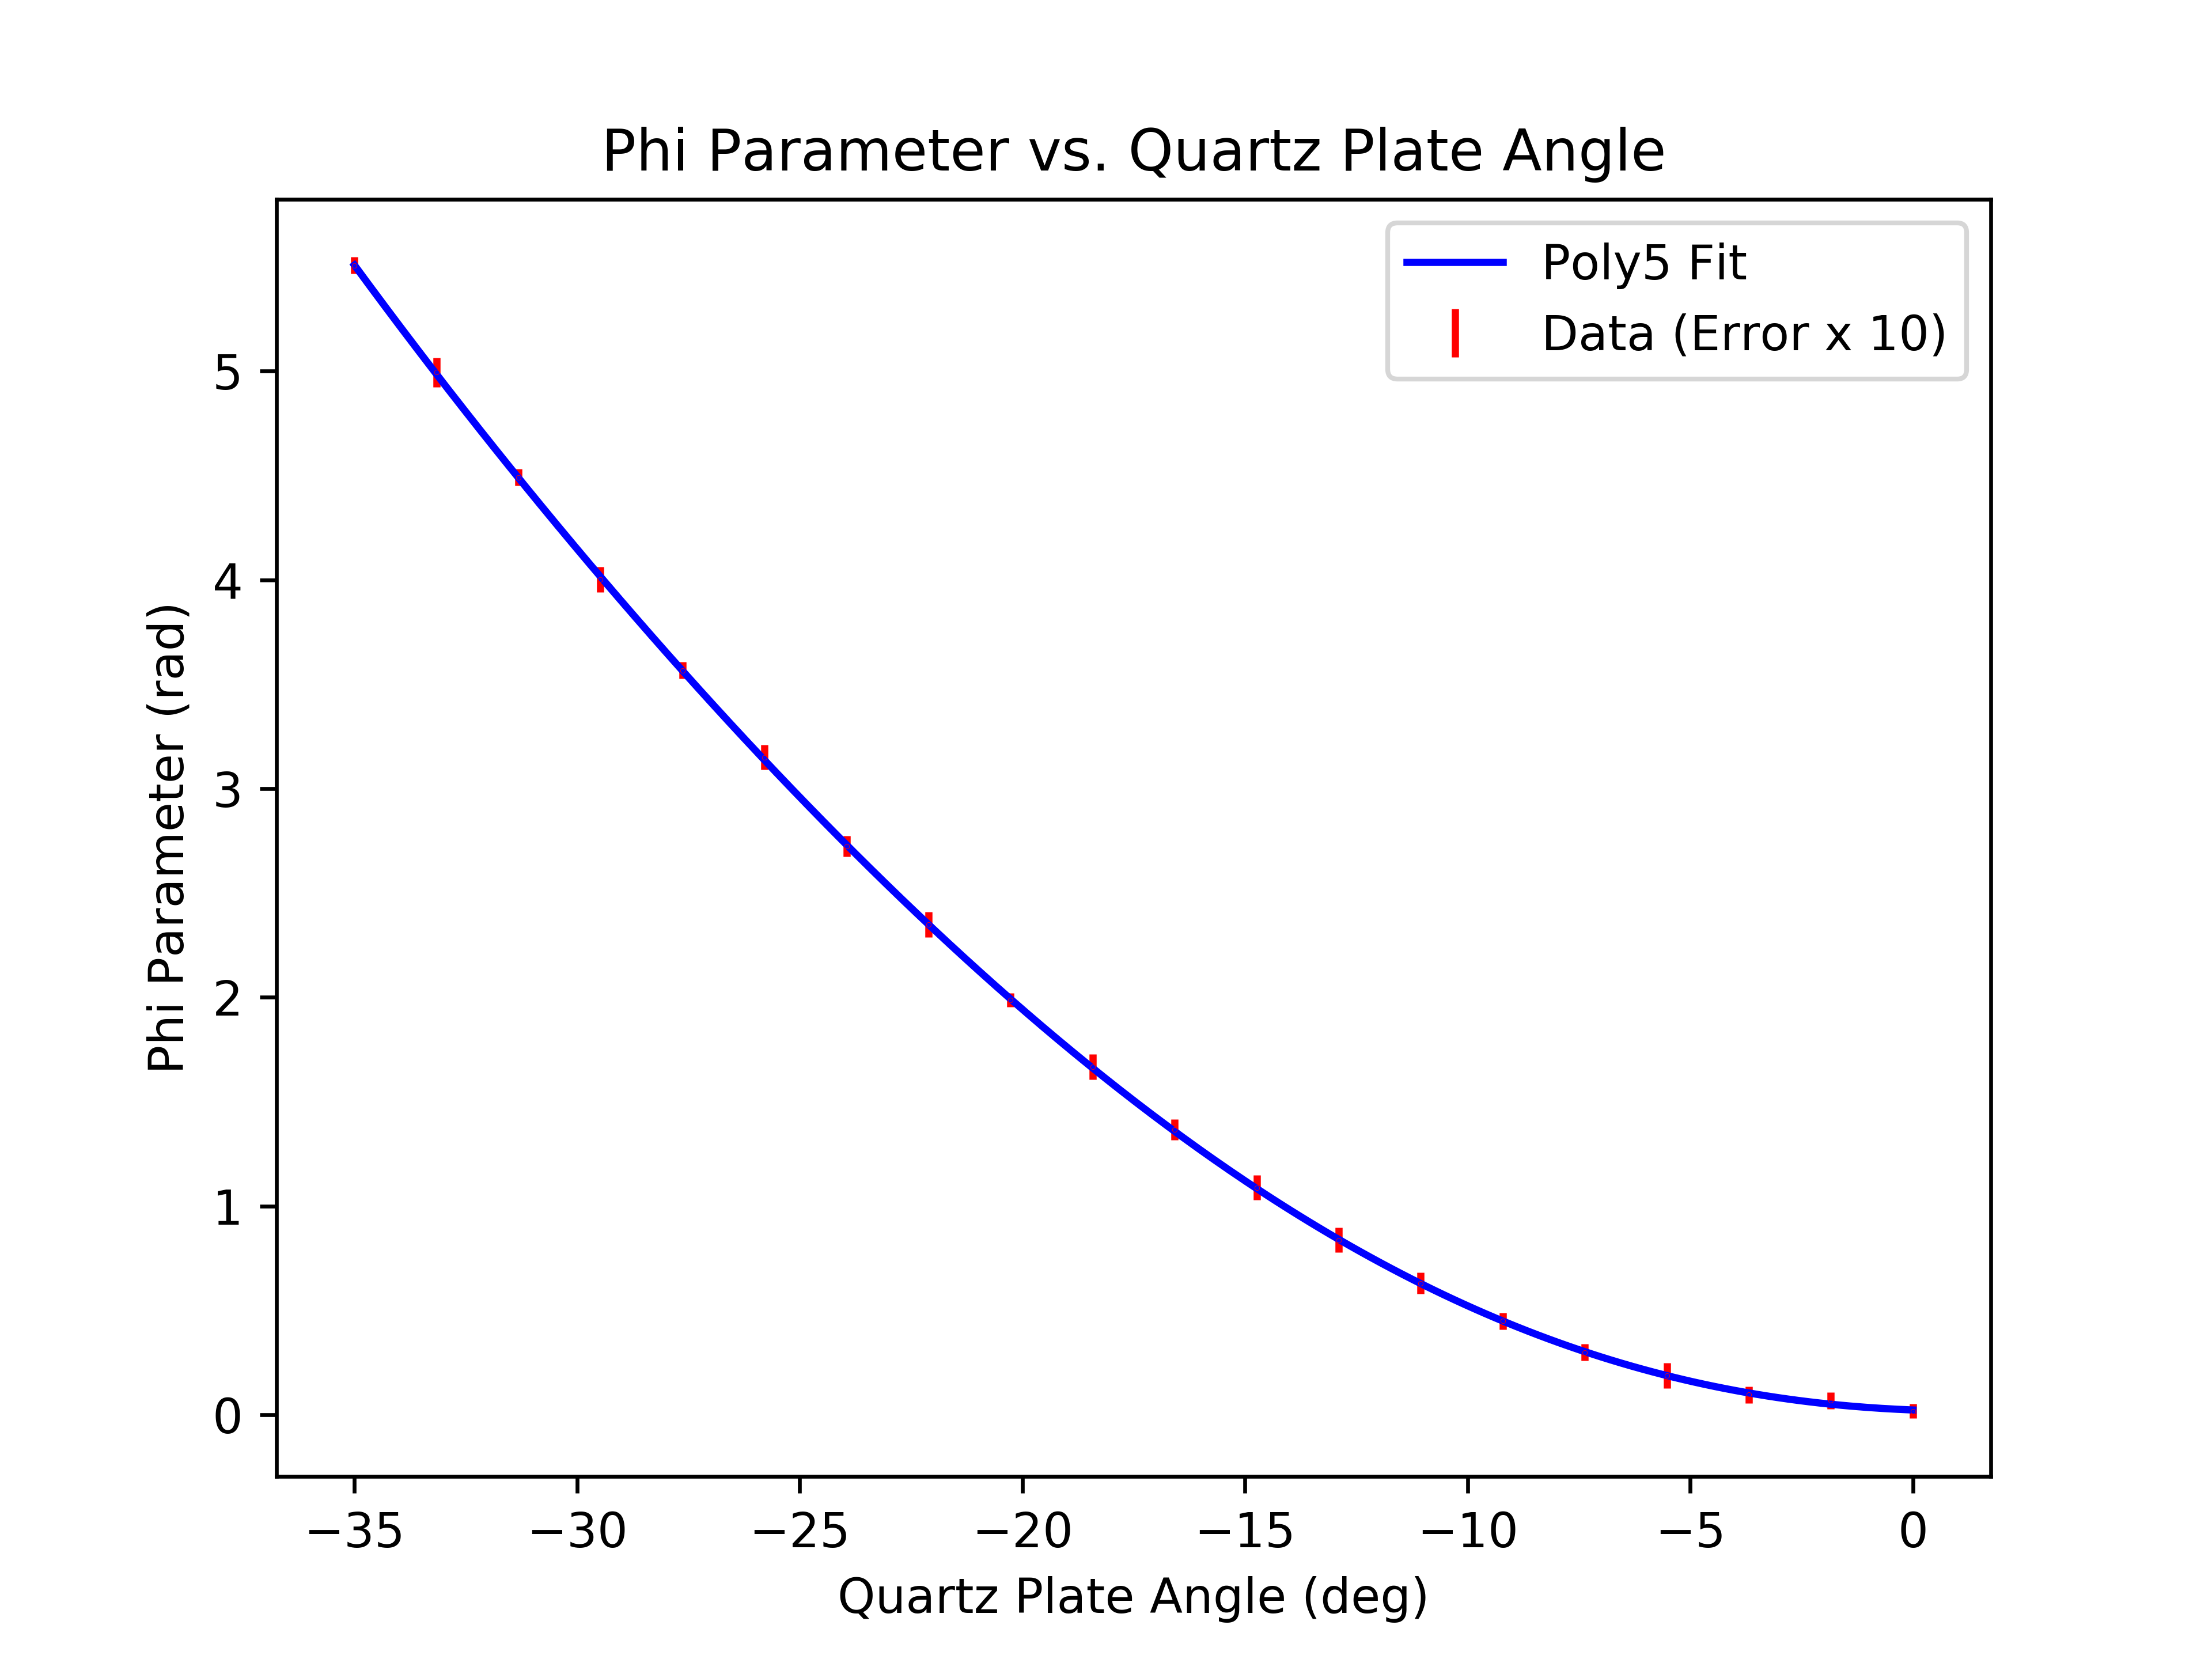 Phi Parameter vs. Quartz Plate Angle
Poly5 Fit
Data (Error x 10)
Phi Parameter (rad)
5
4
3
2
1
0
−35 −30 −25 −20 −15 −10 −5 0
Quartz Plate Angle (deg)